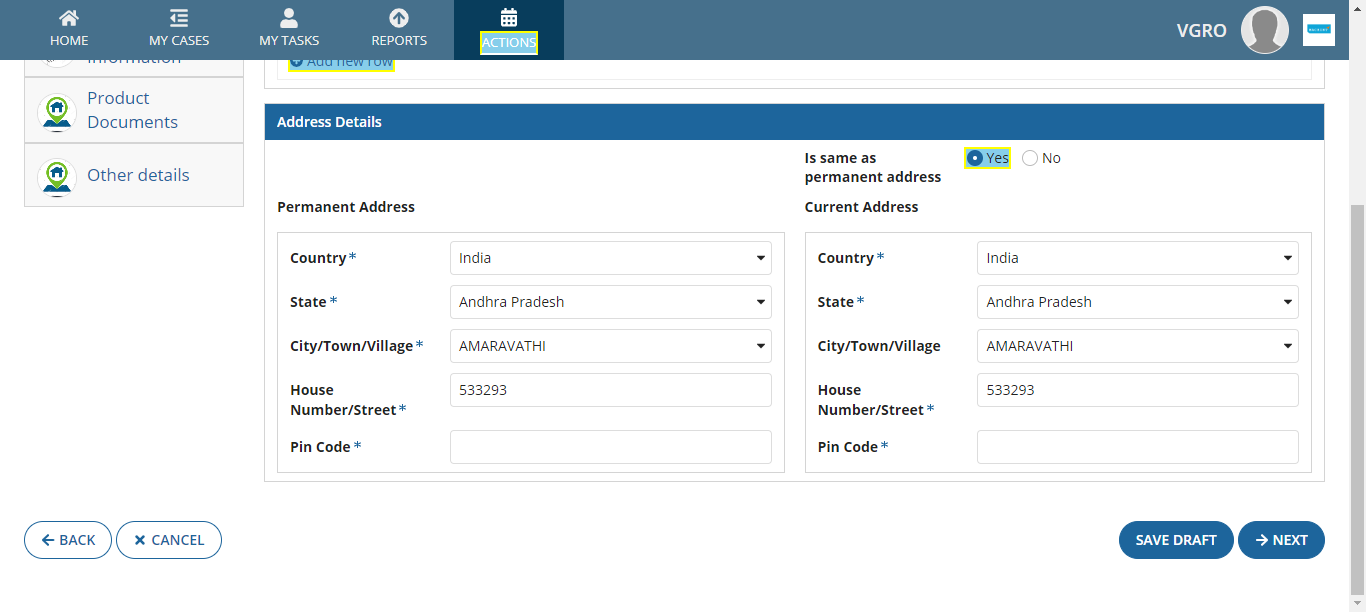 HOME
MY CASES
MY TASKS
REPORTS
ACTIONS
VGRO
Information
Add new row
Product
Documents
Other details
Address Details
Is same as
permanent address
Yes
No
Permanent Address
Current Address
Country *
India
Country *
India
State *
Andhra Pradesh
State *
Andhra Pradesh
City/Town/Village *
AMARAVATHI
City/Town/Village
AMARAVATHI
House
Number/Street *
533293
House
Number/Street *
533293
Pin Code *
Pin Code *
BACK
CANCEL
SAVE DRAFT
NEXT